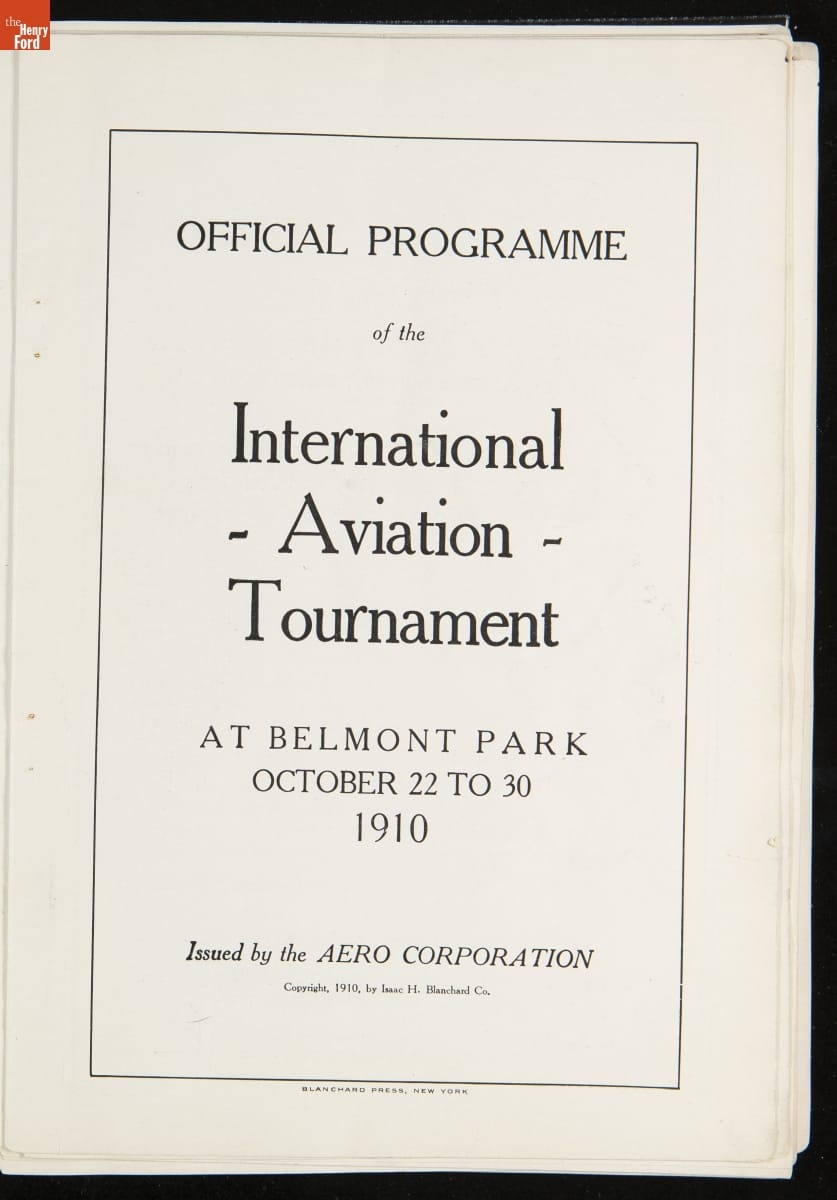 the
Henry
Ford
OFFICIAL PROGRAMME
of the
International
- Aviation -
Tournament
AT BELMONT PARK
OCTOBER 22 TO 30
1910
Issued by the AERO CORPORATION
Copyright, 1910, by Isaac H. Blanchard Co.
BLANCHARD PRESS, NEW YORK